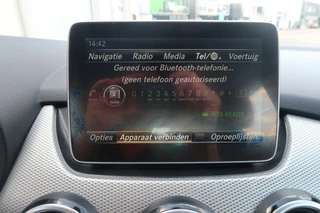 14:42
Navigatie Radio Media Tel/ Voertuig
Gereed voor Bluetooth-telefonie...
(geen telefoon geautoriseerd)
0 1 2 3 4 5 6 7 8 9
Opties Apparaat verbinden Oproeplijsten